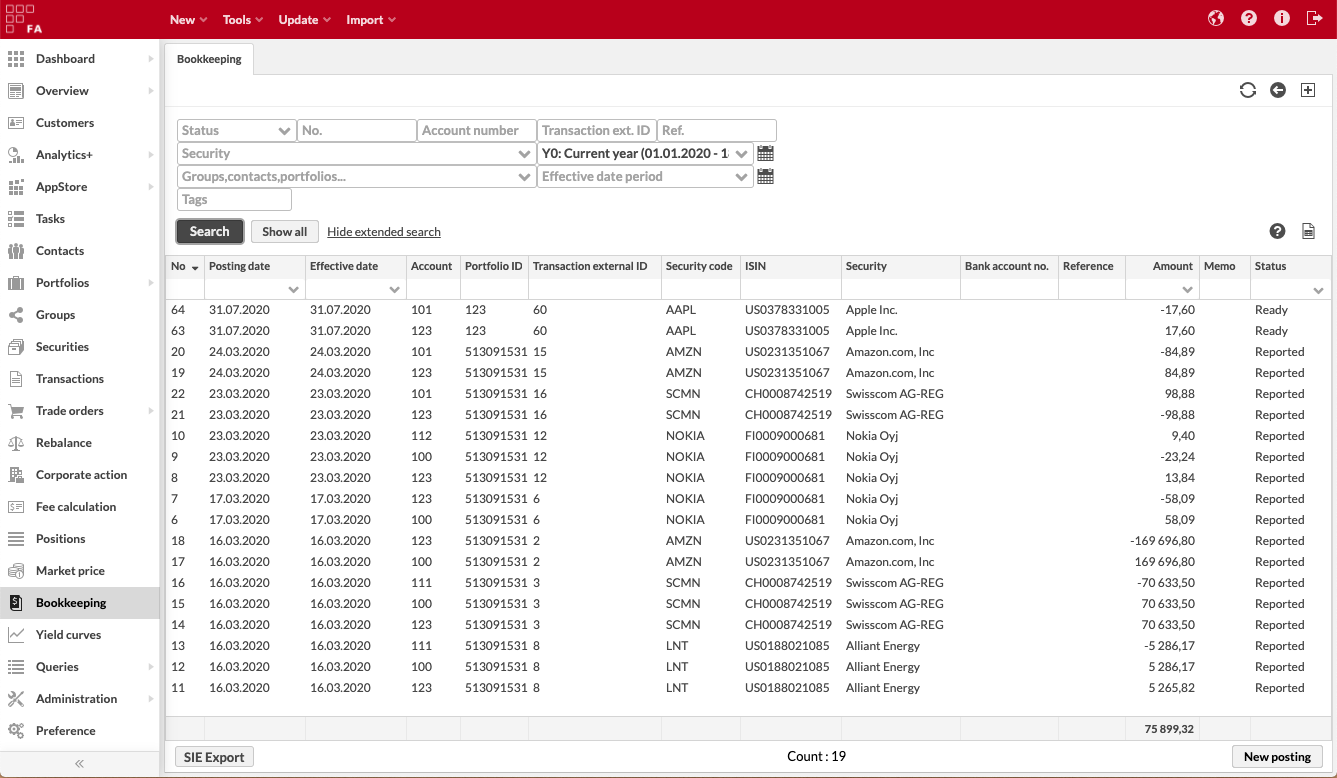 FA New Tools Update Import
Dashboard
Overview
Customers
Analytics+
AppStore
Tasks
Contacts
Portfolios
Groups
Securities
Transactions
Trade orders
Rebalance
Corporate action
Fee calculation
Positions
Market price
Bookkeeping
Yield curves
Queries
Administration
Preference
«
Bookkeeping
Status No. Account number Transaction ext. ID Ref.
Security Y0: Current year (01.01.2020 - 1
Groups,contacts,portfolios... Effective date period
Tags
Search Show all Hide extended search
No Posting date Effective date Account Portfolio ID Transaction external ID Security code ISIN Security Bank account no. Reference Amount Memo Status
64 31.07.2020 31.07.2020 101 123 60 AAPL US0378331005 Apple Inc. -17,60 Ready
63 31.07.2020 31.07.2020 123 123 60 AAPL US0378331005 Apple Inc. 17,60 Ready
20 24.03.2020 24.03.2020 101 513091531 15 AMZN US0231351067 Amazon.com, Inc -84,89 Reported
19 24.03.2020 24.03.2020 123 513091531 15 AMZN US0231351067 Amazon.com, Inc 84,89 Reported
22 23.03.2020 23.03.2020 101 513091531 16 SCMN CH0008742519 Swisscom AG-REG 98,88 Reported
21 23.03.2020 23.03.2020 123 513091531 16 SCMN CH0008742519 Swisscom AG-REG -98,88 Reported
10 23.03.2020 23.03.2020 112 513091531 12 NOKIA FI0009000681 Nokia Oyj 9,40 Reported
9 23.03.2020 23.03.2020 100 513091531 12 NOKIA FI0009000681 Nokia Oyj -23,24 Reported
8 23.03.2020 23.03.2020 123 513091531 12 NOKIA FI0009000681 Nokia Oyj 13,84 Reported
7 17.03.2020 17.03.2020 123 513091531 6 NOKIA FI0009000681 Nokia Oyj -58,09 Reported
6 17.03.2020 17.03.2020 100 513091531 6 NOKIA FI0009000681 Nokia Oyj 58,09 Reported
18 16.03.2020 16.03.2020 123 513091531 2 AMZN US0231351067 Amazon.com, Inc -169 696,80 Reported
17 16.03.2020 16.03.2020 100 513091531 2 AMZN US0231351067 Amazon.com, Inc 169 696,80 Reported
16 16.03.2020 16.03.2020 111 513091531 3 SCMN CH0008742519 Swisscom AG-REG -70 633,50 Reported
15 16.03.2020 16.03.2020 100 513091531 3 SCMN CH0008742519 Swisscom AG-REG 70 633,50 Reported
14 16.03.2020 16.03.2020 123 513091531 3 SCMN CH0008742519 Swisscom AG-REG 70 633,50 Reported
13 16.03.2020 16.03.2020 111 513091531 8 LNT US0188021085 Alliant Energy -5 286,17 Reported
12 16.03.2020 16.03.2020 100 513091531 8 LNT US0188021085 Alliant Energy 5 286,17 Reported
11 16.03.2020 16.03.2020 123 513091531 8 LNT US0188021085 Alliant Energy 5 265,82 Reported
75 899,32
SIE Export Count : 19 New posting